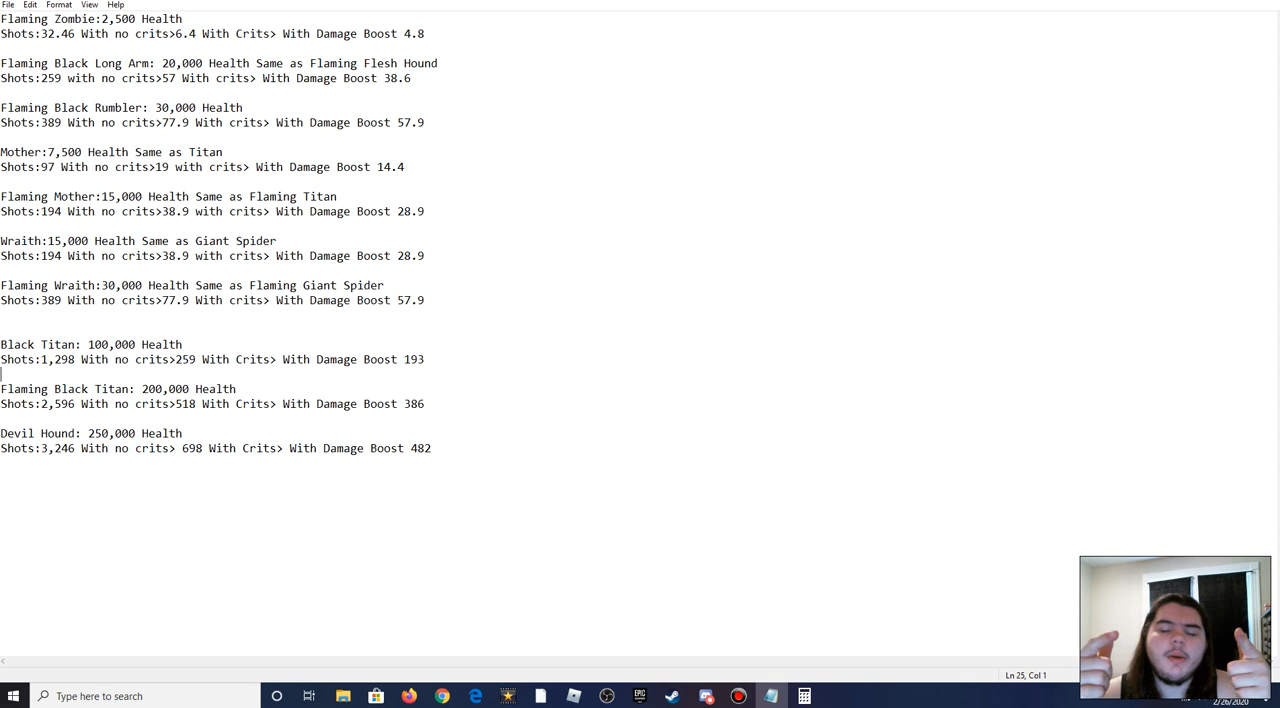 File Edit Format View Help
Flaming Zombie:2,500 Health
Shots:32.46 With no crits>6.4 With Crits> With Damage Boost 4.8
Flaming Black Long Arm: 20,000 Health Same as Flaming Flesh Hound
Shots:259 with no crits>57 With crits> With Damage Boost 38.6
Flaming Black Rumbler: 30,000 Health
Shots:389 With no crits>77.9 With crits> With Damage Boost 57.9
Mother:7,500 Health Same as Titan
Shots:97 With no crits>19 with crits> With Damage Boost 14.4
Flaming Mother:15,000 Health Same as Flaming Titan
Shots:194 With no crits>38.9 with crits> With Damage Boost 28.9
Wraith:15,000 Health Same as Giant Spider
Shots:194 With no crits>38.9 With crits> With Damage Boost 28.9
Flaming Wraith:30,000 Health Same as Flaming Giant Spider
Shots:389 With no crits>77.9 With crits> With Damage Boost 57.9
Black Titan: 100,000 Health
Shots:1,298 With no crits>259 With Crits> With Damage Boost 193
Flaming Black Titan: 200,000 Health
Shots:2,596 With no crits>518 With Crits> With Damage Boost 386
Devil Hound: 250,000 Health
Shots:3,246 With no crits> 698 With Crits> With Damage Boost 482
Ln 25, Col 1
Type here to search
EPIC
2/26/2020